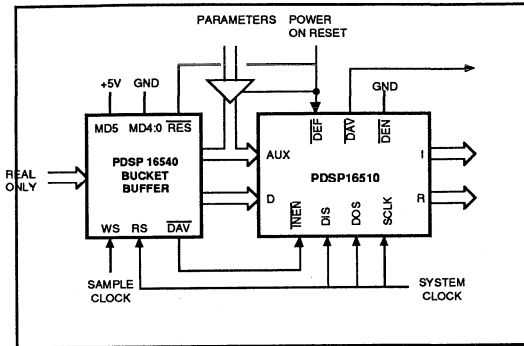 PARAMETERS POWER
ON RESET
+5V GND
GND
MD5 MD4:0 RES
DEF DAV DEN
REAL
ONLY
PDSP 16540
BUCKET
BUFFER
AUX
PDSP16510
I
D
R
WS RS DAV
INEN DIS DOS SCLK
SAMPLE
CLOCK
SYSTEM
CLOCK